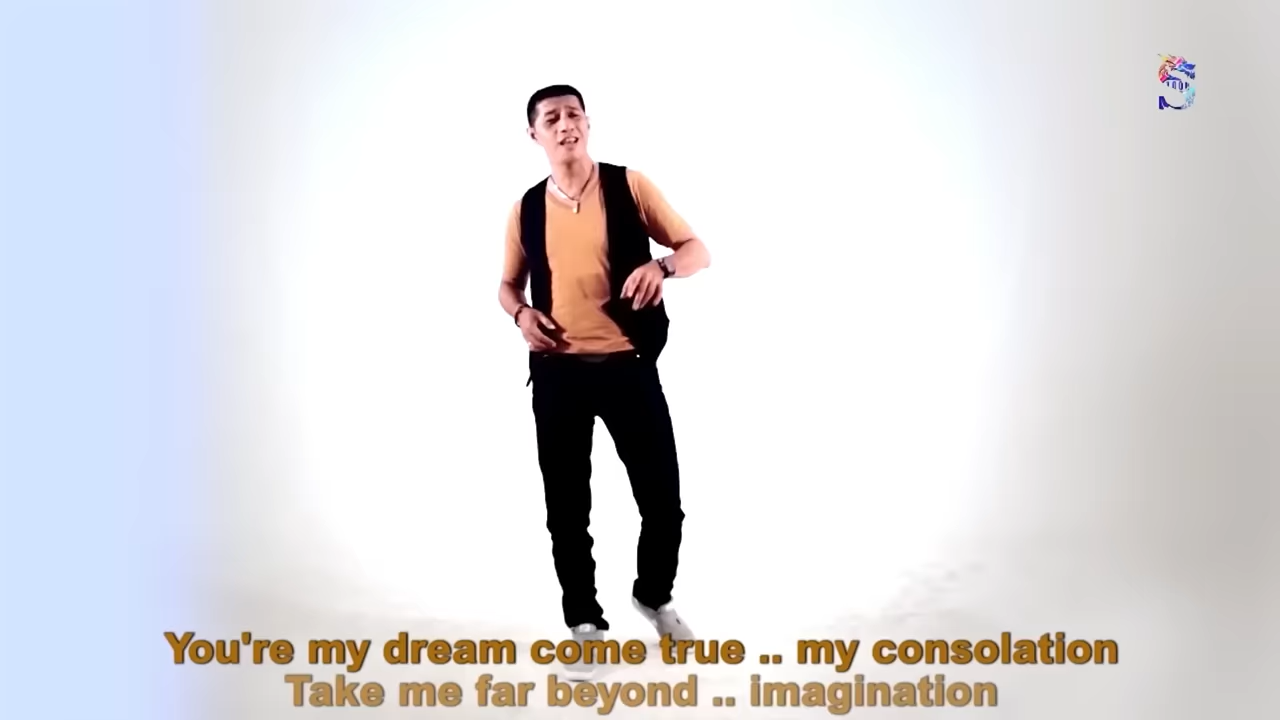 You're my dream come true .. my consolation
Take me far beyond .. imagination